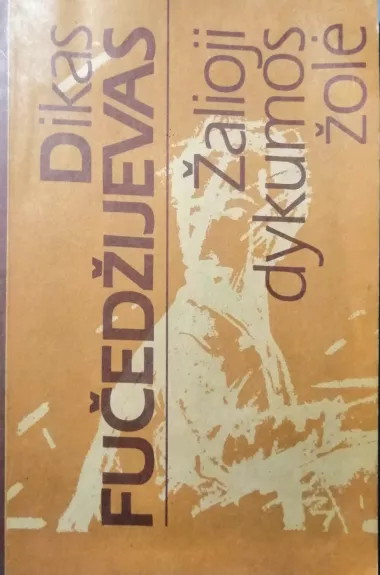 Dikas
FUČEDŽIJEVAS
Žalioji
dykumos
žolė